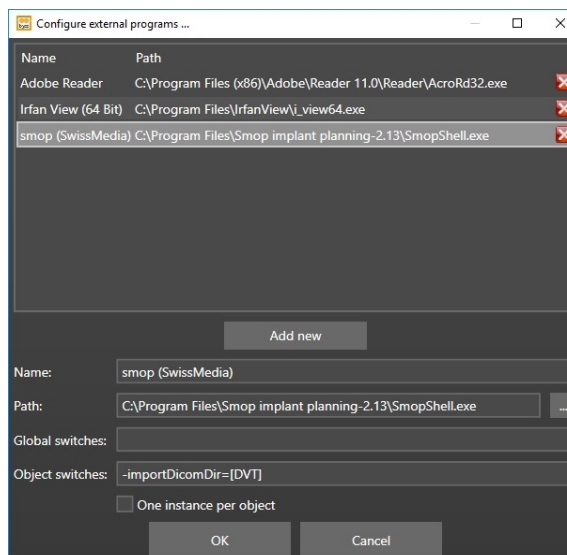 Configure external programs ...
Name Path
Adobe Reader C:\Program Files (x86)\Adobe\Reader 11.0\Reader\AcroRd32.exe
Irfan View (64 Bit) C:\Program Files\IrfanView\i_view64.exe
smop (SwissMedia) C:\Program Files\Smop implant planning-2.13\SmopShell.exe
Add new
Name: smop (SwissMedia)
Path: C:\Program Files\Smop implant planning-2.13\SmopShell.exe ...
Global switches:
Object switches: -importDicomDir=[DVT]
One instance per object
OK Cancel